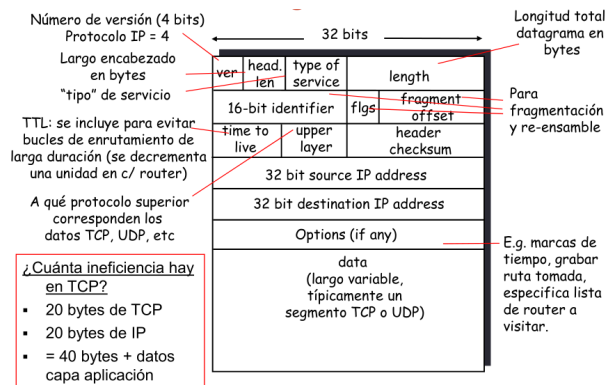 Número de versión (4 bits)
Protocolo IP = 4
Largo encabezado
en bytes
"tipo" de servicio
TTL: se incluye para evitar
bucles de enrutamiento de
larga duración (se decrementa
una unidad en c/ router)
A qué protocolo superior
corresponden los
datos TCP, UDP, etc
¿Cuánta ineficiencia hay
en TCP?
▪ 20 bytes de TCP
▪ 20 bytes de IP
▪ = 40 bytes + datos
capa aplicación
32 bits
ver
head.
len
type of
service
length
16-bit identifier
flgs
fragment
offset
time to
live
upper
layer
header
checksum
32 bit source IP address
32 bit destination IP address
Options (if any)
data
(largo variable,
típicamente un
segmento TCP o UDP)
Longitud total
datagrama en
bytes
Para
fragmentación
y re-ensamble
E.g. marcas de
tiempo, grabar
ruta tomada,
especifica lista
de router a
visitar.